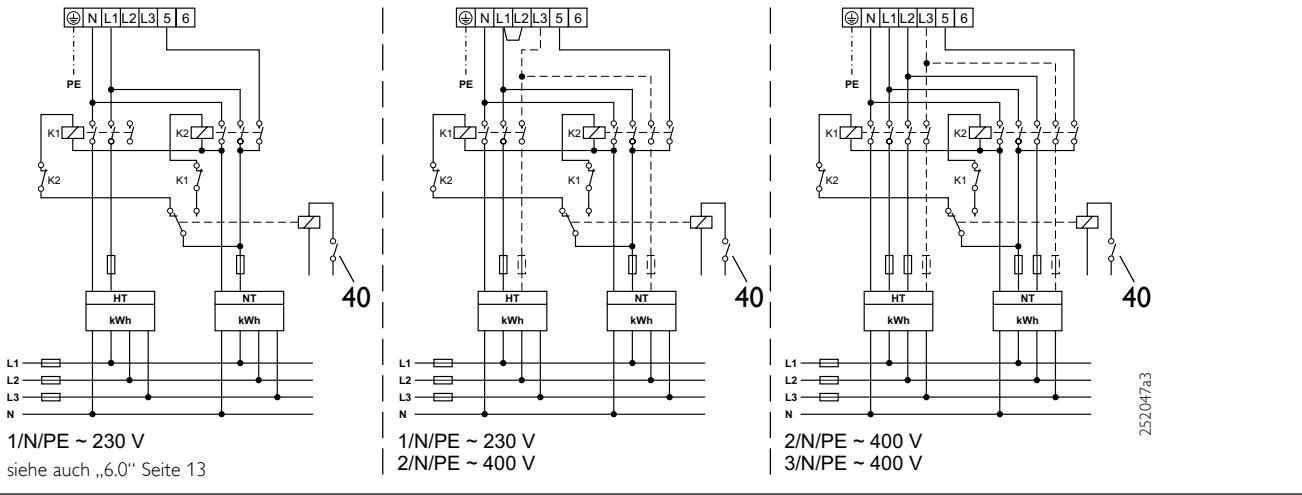 N L1 L2 L3 5 6
PE
K1
K2
K2
K1
40
HT
kWh
NT
kWh
L1
L2
L3
N
1/N/PE ~ 230 V
siehe auch „6.0“ Seite 13
N L1 L2 L3 5 6
PE
K1
K2
K2
K1
40
HT
kWh
NT
kWh
L1
L2
L3
N
1/N/PE ~ 230 V
2/N/PE ~ 400 V
N L1 L2 L3 5 6
PE
K1
K2
K2
K1
40
HT
kWh
NT
kWh
L1
L2
L3
N
2/N/PE ~ 400 V
3/N/PE ~ 400 V
252047a3